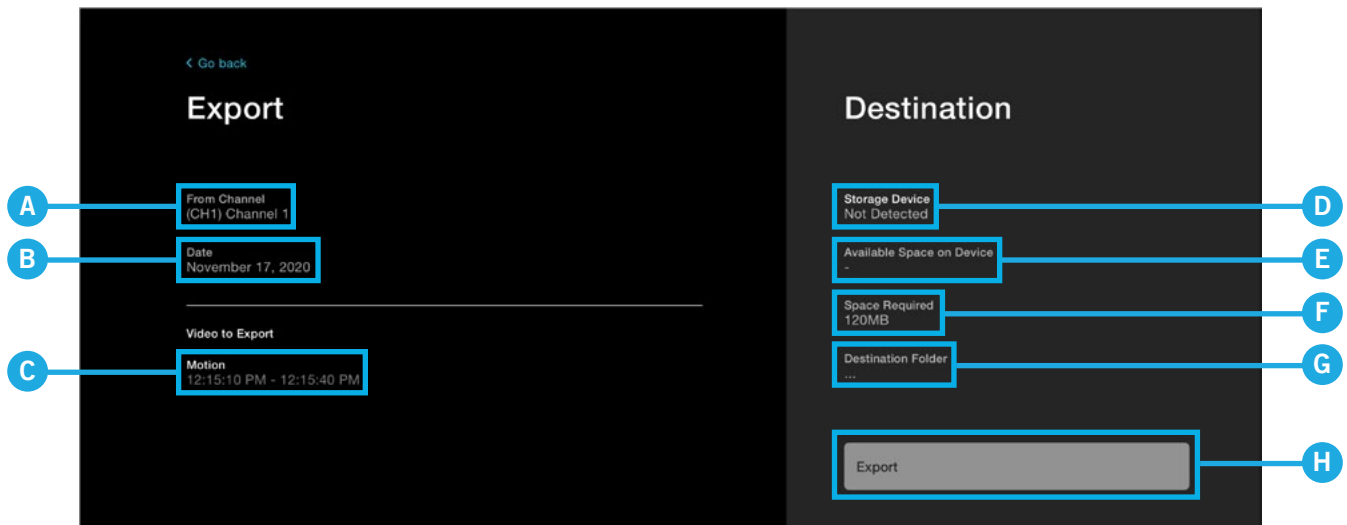 < Go back
Export
Destination
A
From Channel
(CH1) Channel 1
Storage Device
Not Detected
D
B
Date
November 17, 2020
Available Space on Device
-
E
Space Required
120MB
F
Video to Export
C
Motion
12:15:10 PM - 12:15:40 PM
Destination Folder
...
G
Export
H